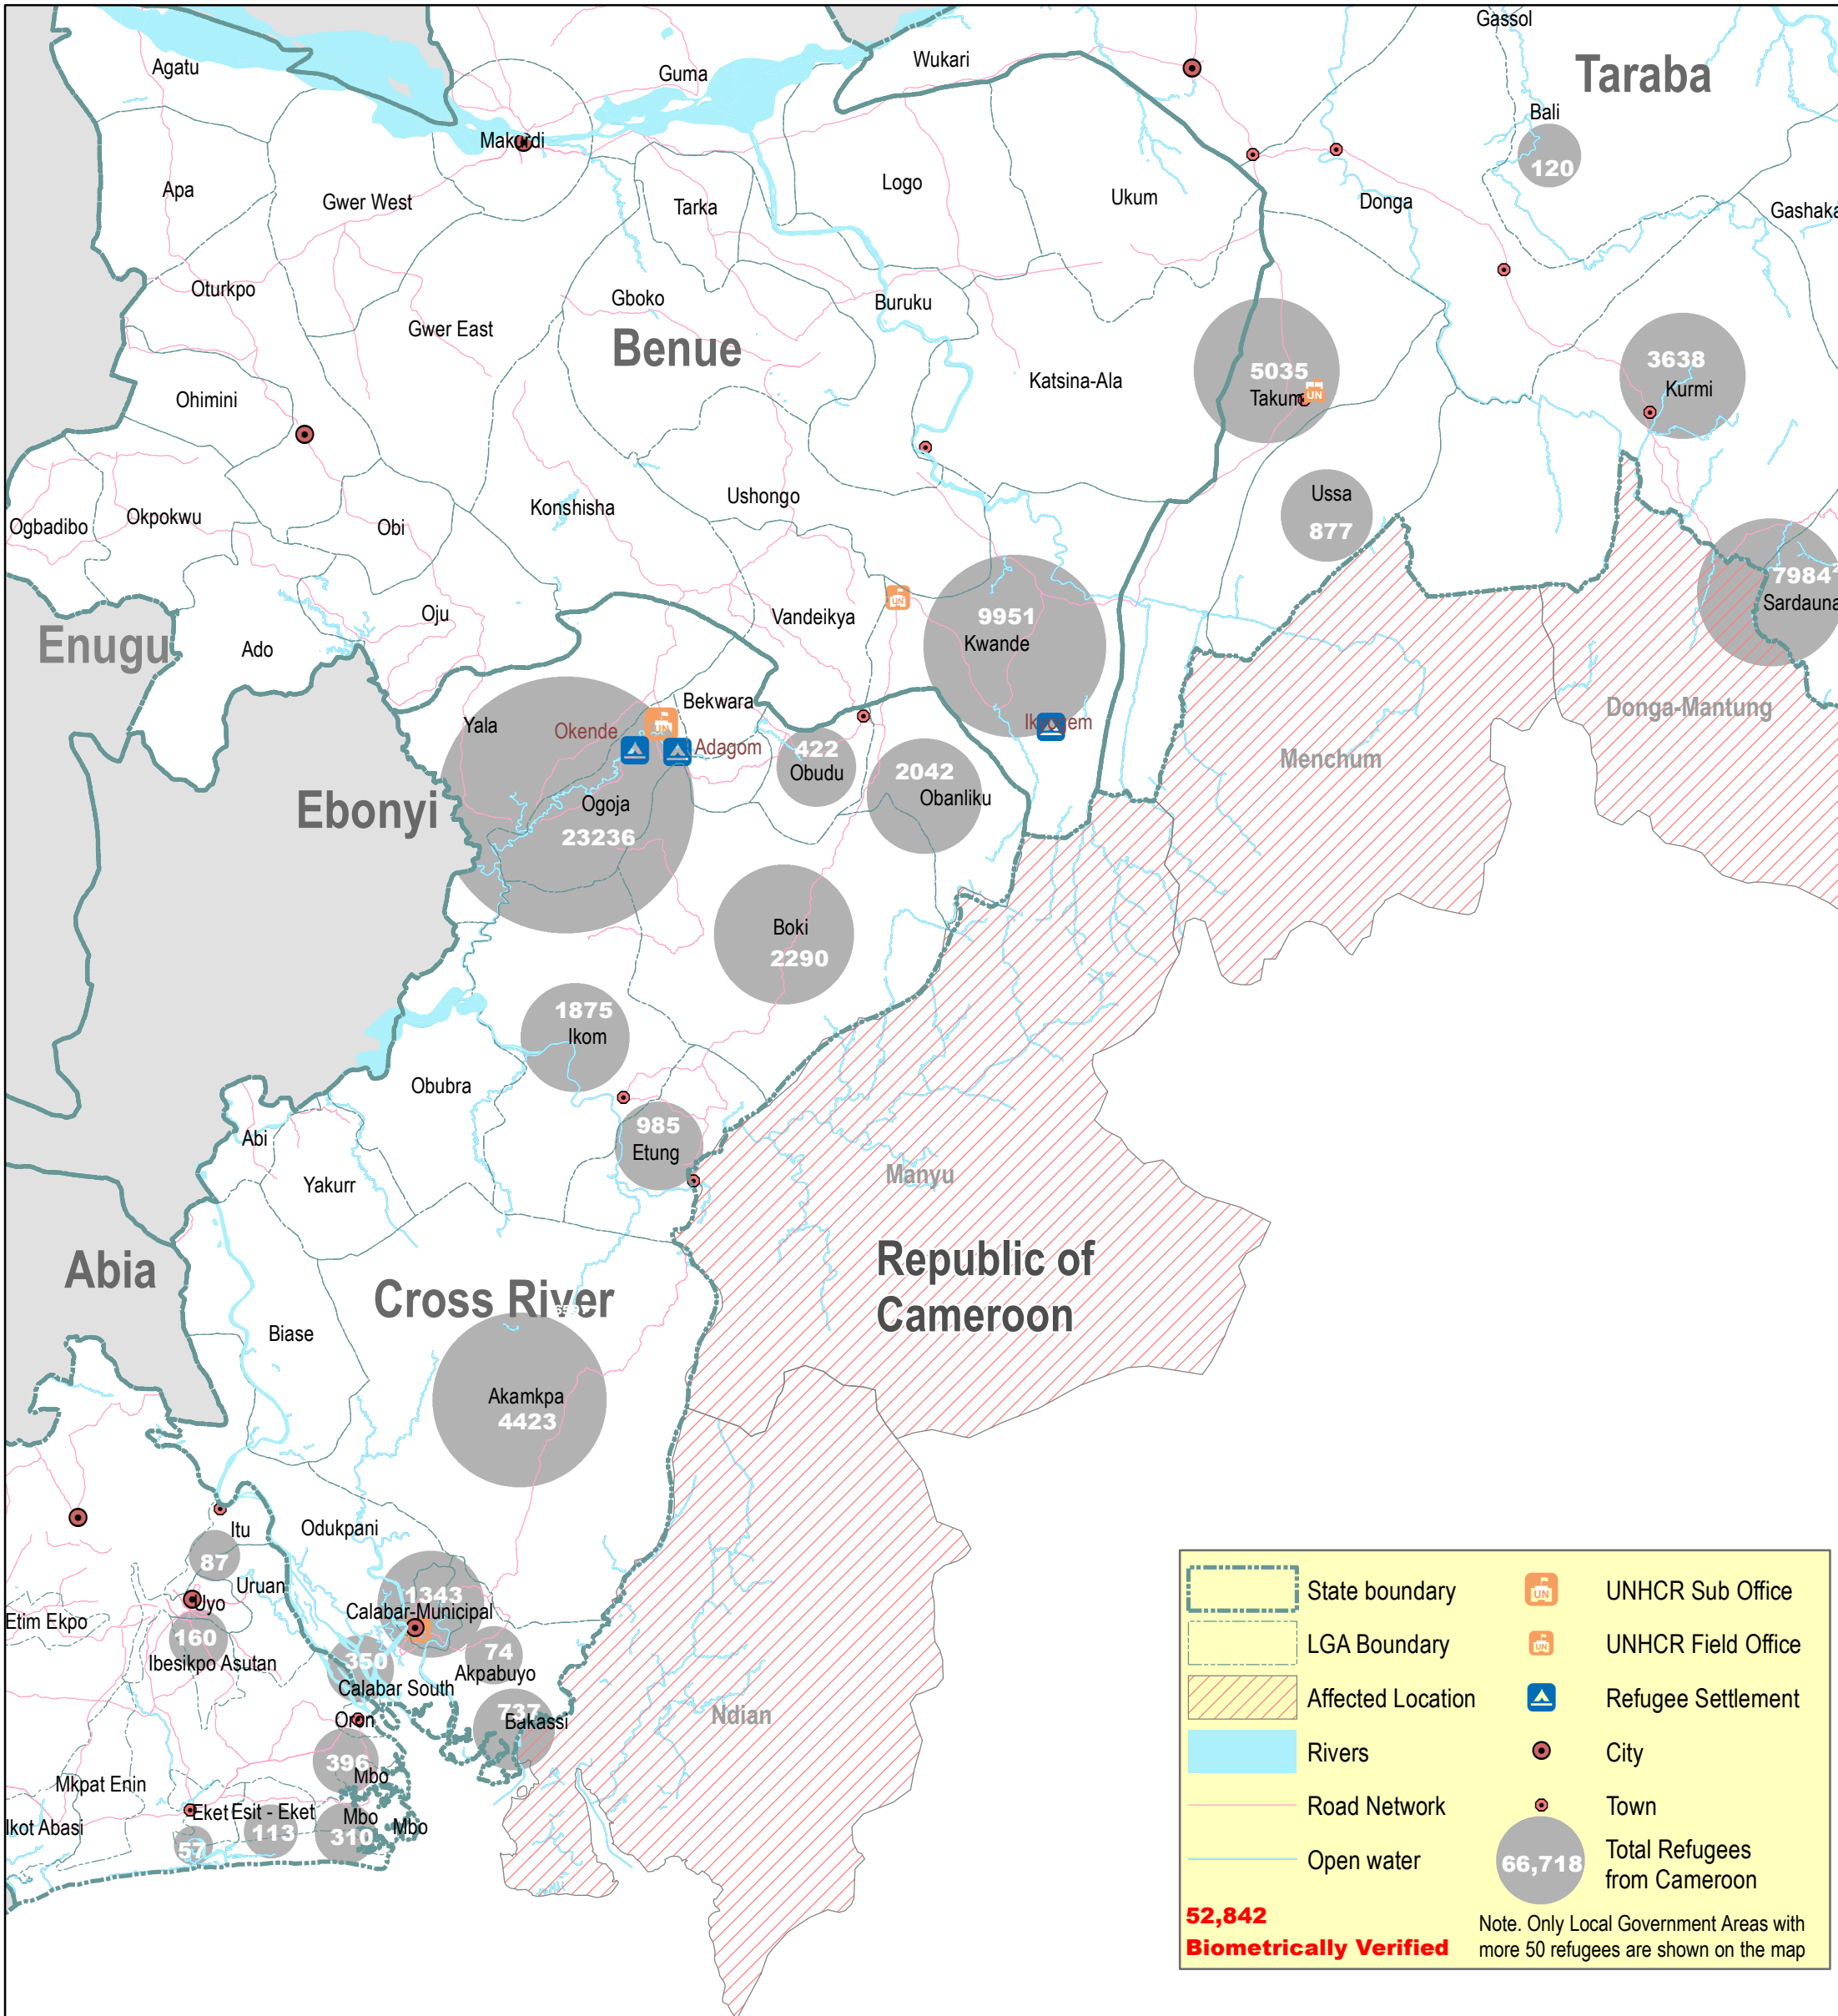 Gassol
Taraba
Agatu
Guma
Wukari
Bali
120
Makurdi
Apa
Gwer West
Tarka
Logo
Ukum
Donga
Gashaka
Oturkpo
Gwer East
Gboko
Benue
Buruku
Katsina-Ala
5035
Takum
3638
Kurmi
Ohimini
Ogbadibo
Okpokwu
Obi
Konshisha
Ushongo
Ussa
877
7984
Sardauna
Enugu
Ado
Oju
Vandeikya
9951
Kwande
Yala
Bekwara
Okende
Adagom
Ikyogem
Menchum
Donga-Mantung
422
Obudu
2042
Obanliku
Ebonyi
Ogoja
23236
Boki
2290
1875
Ikom
Obubra
985
Etung
Abi
Yakurr
Manyu
Abia
Cross River
Republic of
Cameroon
Biase
Akamkpa
4423
Itu
Odukpani
87
Uruan
1343
Calabar-Municipal
Etim Ekpo
Uyo
160
Ibesikpo Asutan
350
Calabar South
74
Akpabuyo
Oron
737
Bakassi
Ndian
396
Mbo
Mkpat Enin
Ikot Abasi
Eket
Esit - Eket
Mbo
Mbo
57
113
310
State boundary
UN
UNHCR Sub Office
LGA Boundary
UN
UNHCR Field Office
Affected Location
Refugee Settlement
Rivers
City
Road Network
Town
Open water
66,718
Total Refugees
from Cameroon
52,842
Biometrically Verified
Note. Only Local Government Areas with
more 50 refugees are shown on the map